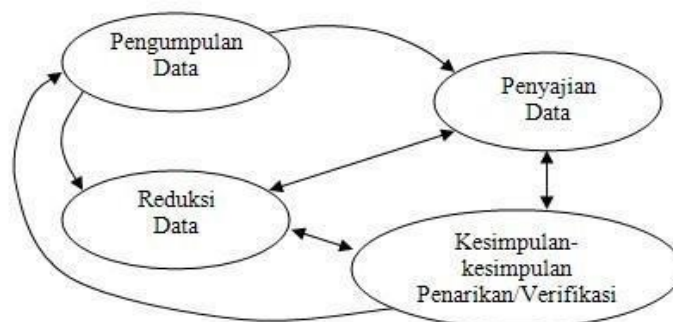 Pengumpulan
Data
Penyajian
Data
Reduksi
Data
Kesimpulan-
kesimpulan
Penarikan/Verifikasi